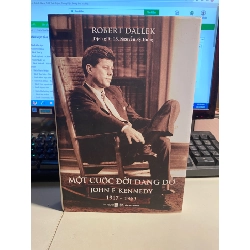 ROBERT DALLEK
MỘT CUỘC ĐỜI DANG DỞ
JOHN F. KENNEDY
1917 - 1963